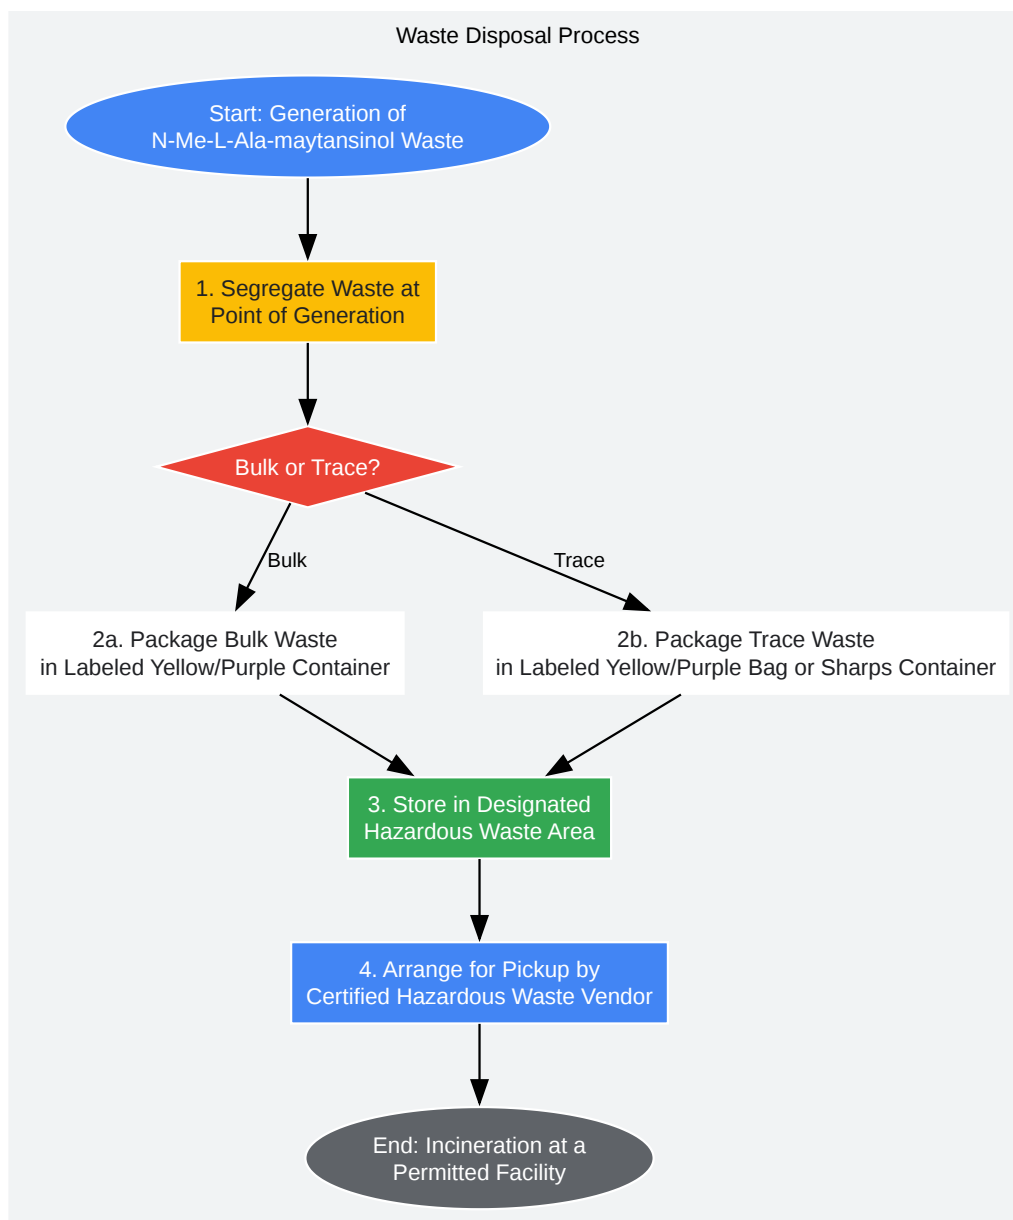 Waste Disposal Process
Start: Generation of
N-Me-L-Ala-maytansinol Waste
1. Segregate Waste at
Point of Generation
Bulk or Trace?
Bulk
Trace
2a. Package Bulk Waste
in Labeled Yellow/Purple Container
2b. Package Trace Waste
in Labeled Yellow/Purple Bag or Sharps Container
3. Store in Designated
Hazardous Waste Area
4. Arrange for Pickup by
Certified Hazardous Waste Vendor
End: Incineration at a
Permitted Facility